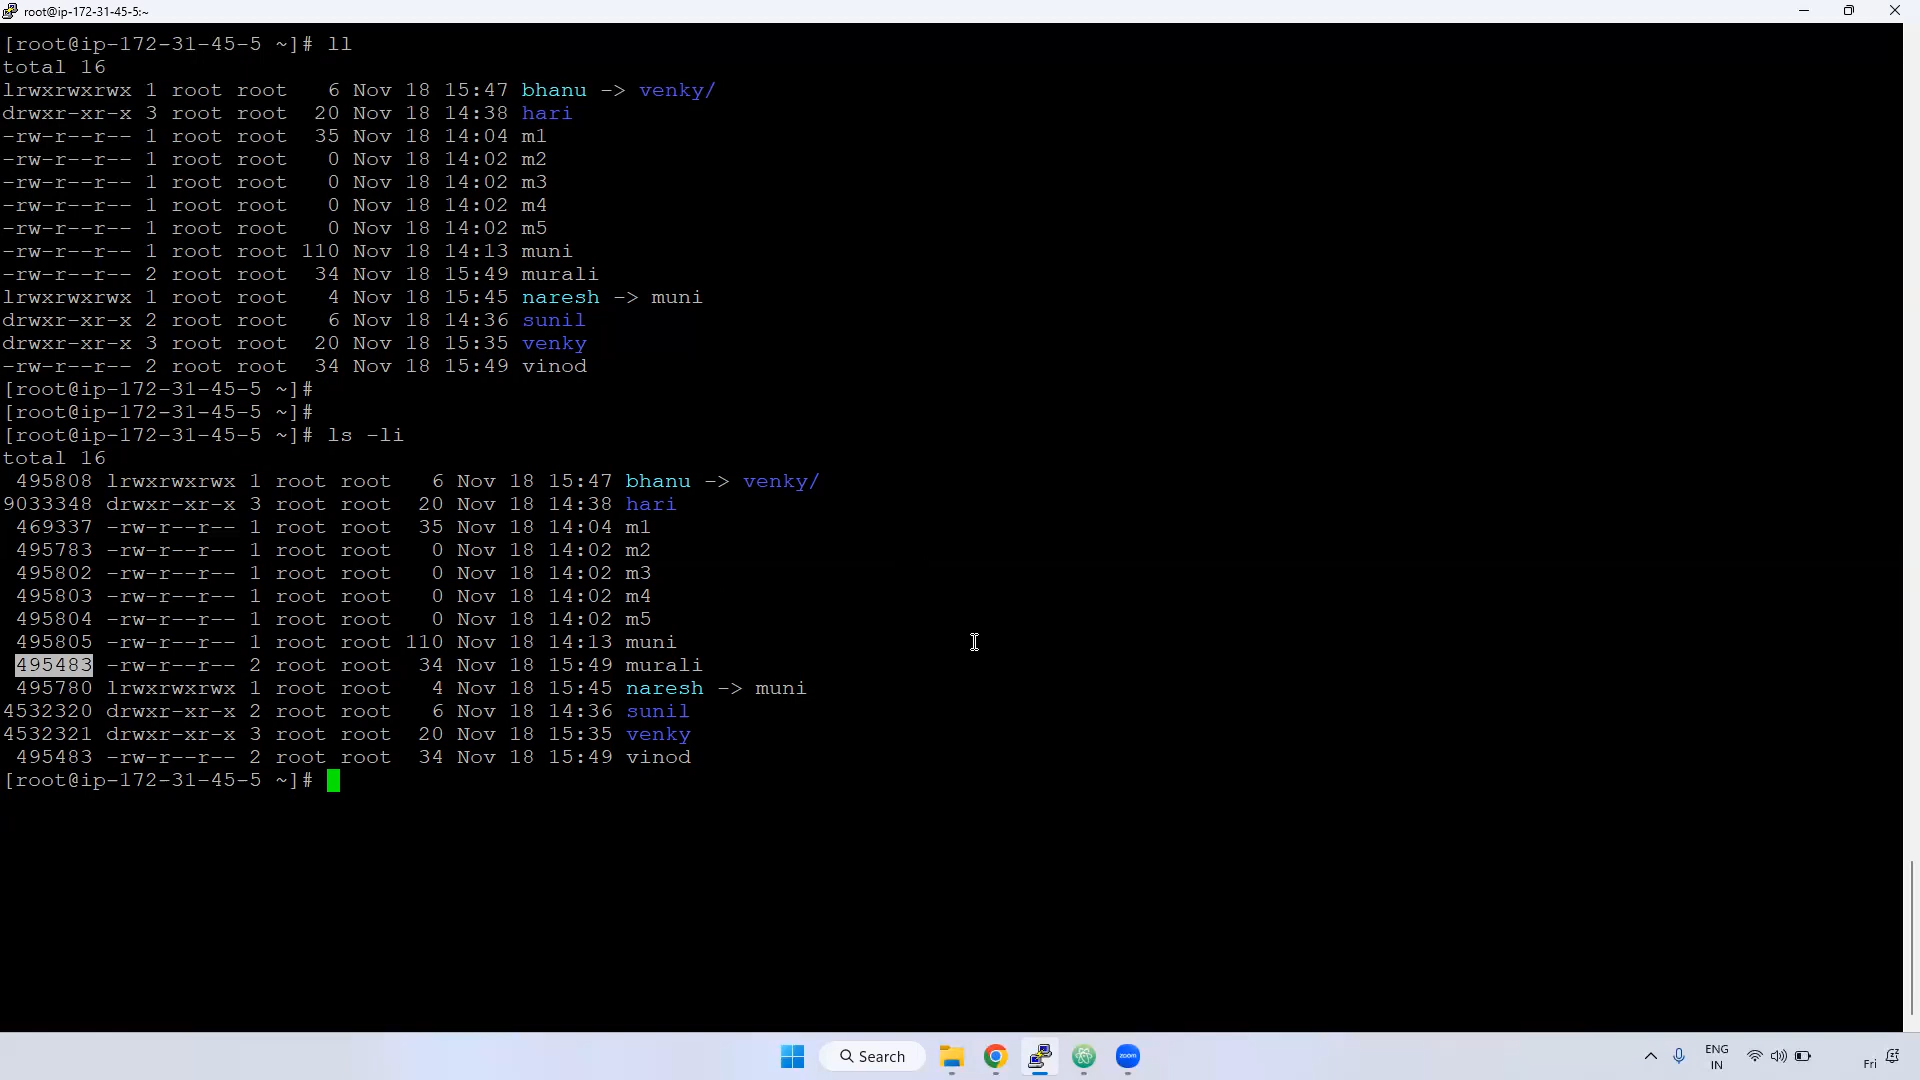 root@ip-172-31-45-5:~
[root@ip-172-31-45-5 ~]# ll
total 16
lrwxrwxrwx 1 root root   6 Nov 18 15:47 bhanu -> venky/
drwxr-xr-x 3 root root  20 Nov 18 14:38 hari
-rw-r--r-- 1 root root  35 Nov 18 14:04 m1
-rw-r--r-- 1 root root   0 Nov 18 14:02 m2
-rw-r--r-- 1 root root   0 Nov 18 14:02 m3
-rw-r--r-- 1 root root   0 Nov 18 14:02 m4
-rw-r--r-- 1 root root   0 Nov 18 14:02 m5
-rw-r--r-- 1 root root 110 Nov 18 14:13 muni
-rw-r--r-- 2 root root  34 Nov 18 15:49 murali
lrwxrwxrwx 1 root root   4 Nov 18 15:45 naresh -> muni
drwxr-xr-x 2 root root   6 Nov 18 14:36 sunil
drwxr-xr-x 3 root root  20 Nov 18 15:35 venky
-rw-r--r-- 2 root root  34 Nov 18 15:49 vinod
[root@ip-172-31-45-5 ~]#
[root@ip-172-31-45-5 ~]#
[root@ip-172-31-45-5 ~]# ls -li
total 16
 495808 lrwxrwxrwx 1 root root   6 Nov 18 15:47 bhanu -> venky/
9033348 drwxr-xr-x 3 root root  20 Nov 18 14:38 hari
 469337 -rw-r--r-- 1 root root  35 Nov 18 14:04 m1
 495783 -rw-r--r-- 1 root root   0 Nov 18 14:02 m2
 495802 -rw-r--r-- 1 root root   0 Nov 18 14:02 m3
 495803 -rw-r--r-- 1 root root   0 Nov 18 14:02 m4
 495804 -rw-r--r-- 1 root root   0 Nov 18 14:02 m5
 495805 -rw-r--r-- 1 root root 110 Nov 18 14:13 muni
 495483 -rw-r--r-- 2 root root  34 Nov 18 15:49 murali
 495780 lrwxrwxrwx 1 root root   4 Nov 18 15:45 naresh -> muni
4532320 drwxr-xr-x 2 root root   6 Nov 18 14:36 sunil
4532321 drwxr-xr-x 3 root root  20 Nov 18 15:35 venky
 495483 -rw-r--r-- 2 root root  34 Nov 18 15:49 vinod
[root@ip-172-31-45-5 ~]#
Search
zoom
ENG
IN
Fri